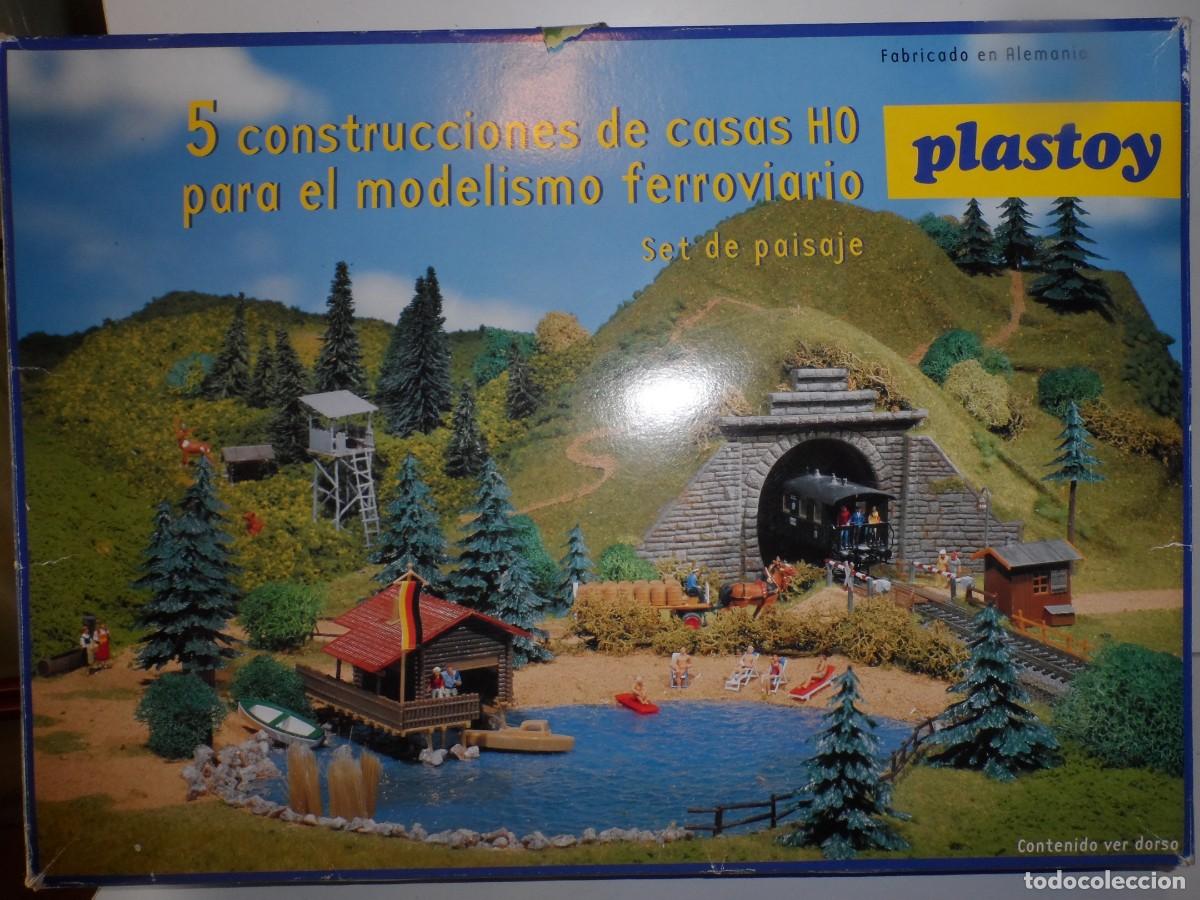 Fabricado en Alemania
5 construcciones de casas HO
para el modelismo ferroviario
plastoy
Set de paisaje
Contenido ver dorso
todocoleccion